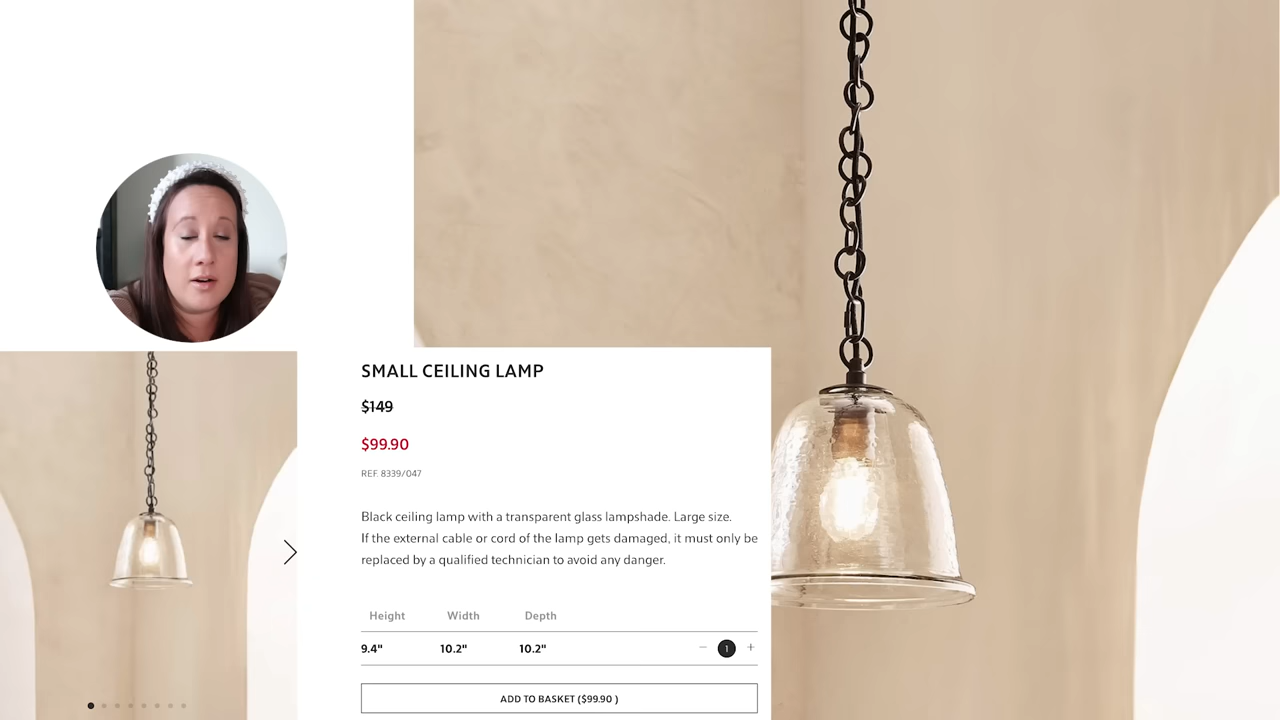 SMALL CEILING LAMP
$149
$99.90
REF. 8339/047
Black ceiling lamp with a transparent glass lampshade. Large size.
If the external cable or cord of the lamp gets damaged, it must only be
replaced by a qualified technician to avoid any danger.
Height Width Depth
9.4" 10.2" 10.2" − 1 +
ADD TO BASKET ($99.90 )